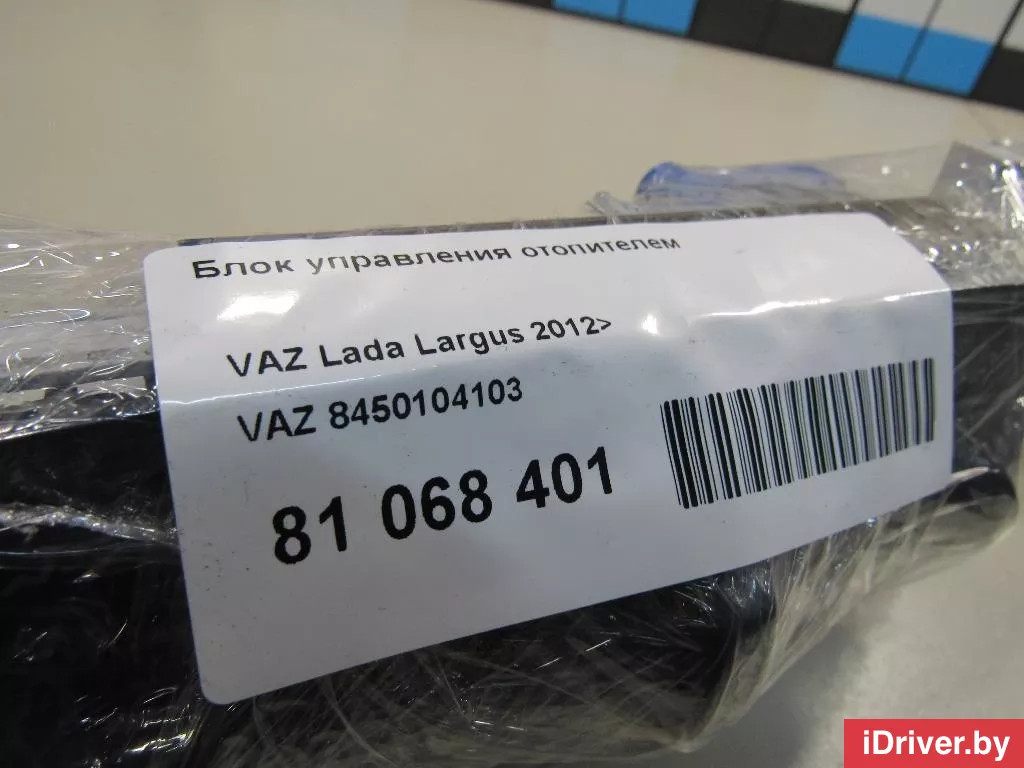 Блок управления отопителем
VAZ Lada Largus 2012>
VAZ 8450104103
81 068 401
iDriver.by